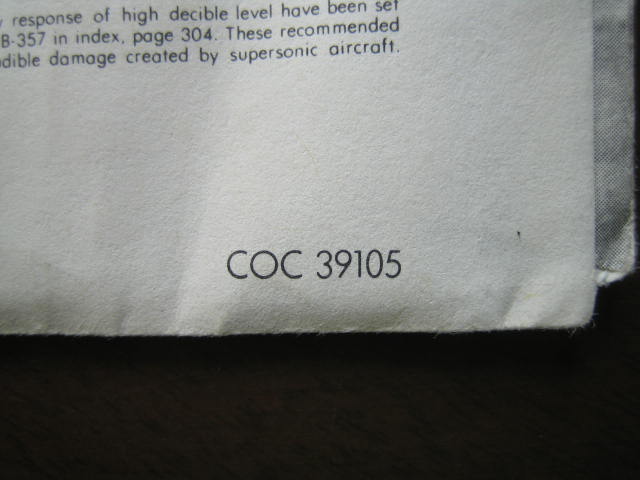 response of high decible level have been set
B-357 in index, page 304. These recommended
damage created by supersonic aircraft.
COC 39105